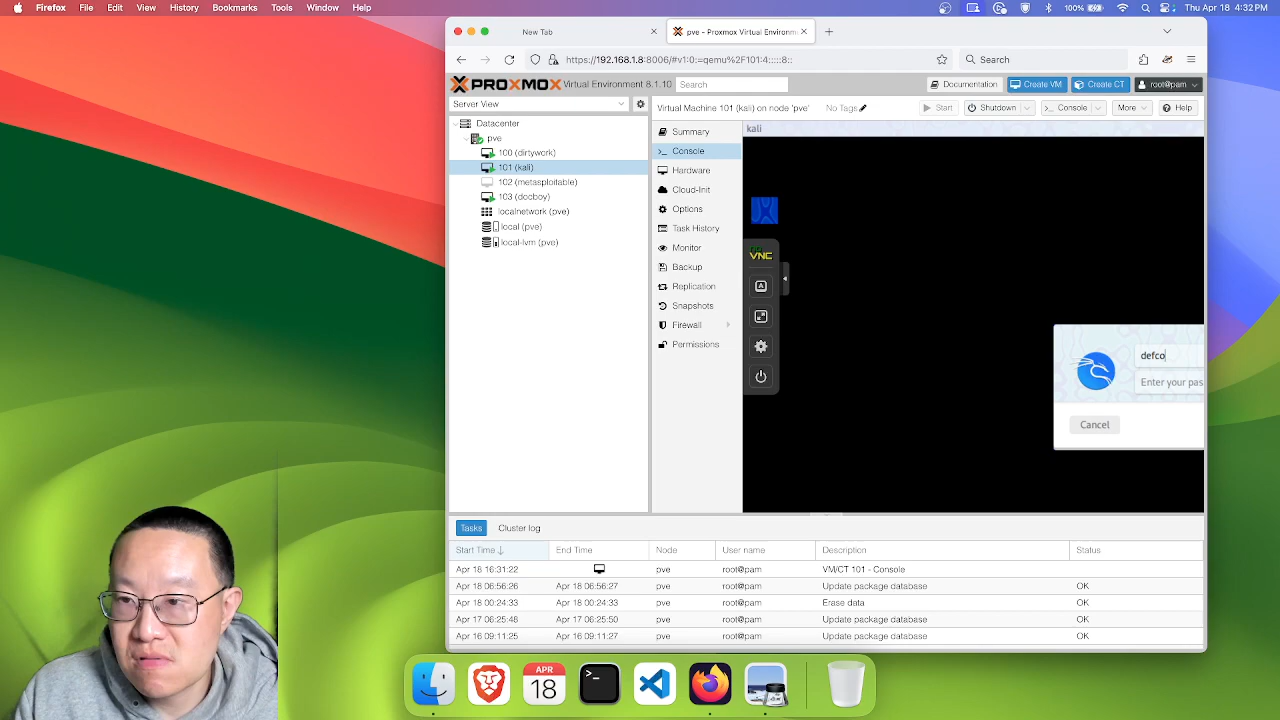 Firefox File Edit View History Bookmarks Tools Window Help 100% Thu Apr 18 4:32 PM
New Tab pve - Proxmox Virtual Environm
https://192.168.1.8:8006/#v1:0:=qemu%2F101:4:::::8:: Search
PROXMOX Virtual Environment 8.1.10 Search Documentation Create VM Create CT root@pam
Server View Virtual Machine 101 (kali) on node 'pve' No Tags Start Shutdown Console More Help
Datacenter
pve
100 (dirtywork)
101 (kali)
102 (metasploitable)
103 (docboy)
localnetwork (pve)
local (pve)
local-lvm (pve)
Summary
Console
Hardware
Cloud-Init
Options
Task History
Monitor
Backup
Replication
Snapshots
Firewall
Permissions
kali
no
VNC
A
defco
Enter your pas
Cancel
Tasks Cluster log
Start Time End Time Node User name Description Status
Apr 18 16:31:22 pve root@pam VM/CT 101 - Console
Apr 18 06:56:26 Apr 18 06:56:27 pve root@pam Update package database OK
Apr 18 00:24:33 Apr 18 00:24:33 pve root@pam Erase data OK
Apr 17 06:25:48 Apr 17 06:25:50 pve root@pam Update package database OK
Apr 16 09:11:25 Apr 16 09:11:27 pve root@pam Update package database OK
APR
18